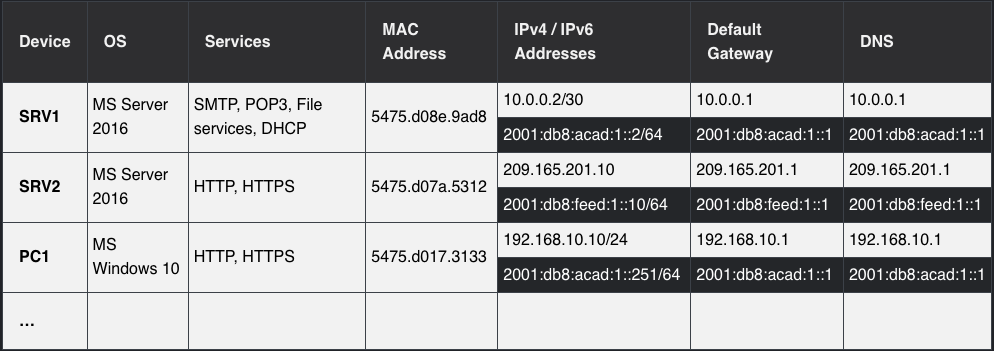 Device OS Services MAC Address IPv4 / IPv6 Addresses Default Gateway DNS
SRV1 MS Server 2016 SMTP, POP3, File services, DHCP 5475.d08e.9ad8 10.0.0.2/30 10.0.0.1 10.0.0.1
2001:db8:acad:1::2/64 2001:db8:acad:1::1 2001:db8:acad:1::1
SRV2 MS Server 2016 HTTP, HTTPS 5475.d07a.5312 209.165.201.10 209.165.201.1 209.165.201.1
2001:db8:feed:1::10/64 2001:db8:feed:1::1 2001:db8:feed:1::1
PC1 MS Windows 10 HTTP, HTTPS 5475.d017.3133 192.168.10.10/24 192.168.10.1 192.168.10.1
2001:db8:acad:1::251/64 2001:db8:acad:1::1 2001:db8:acad:1::1
...